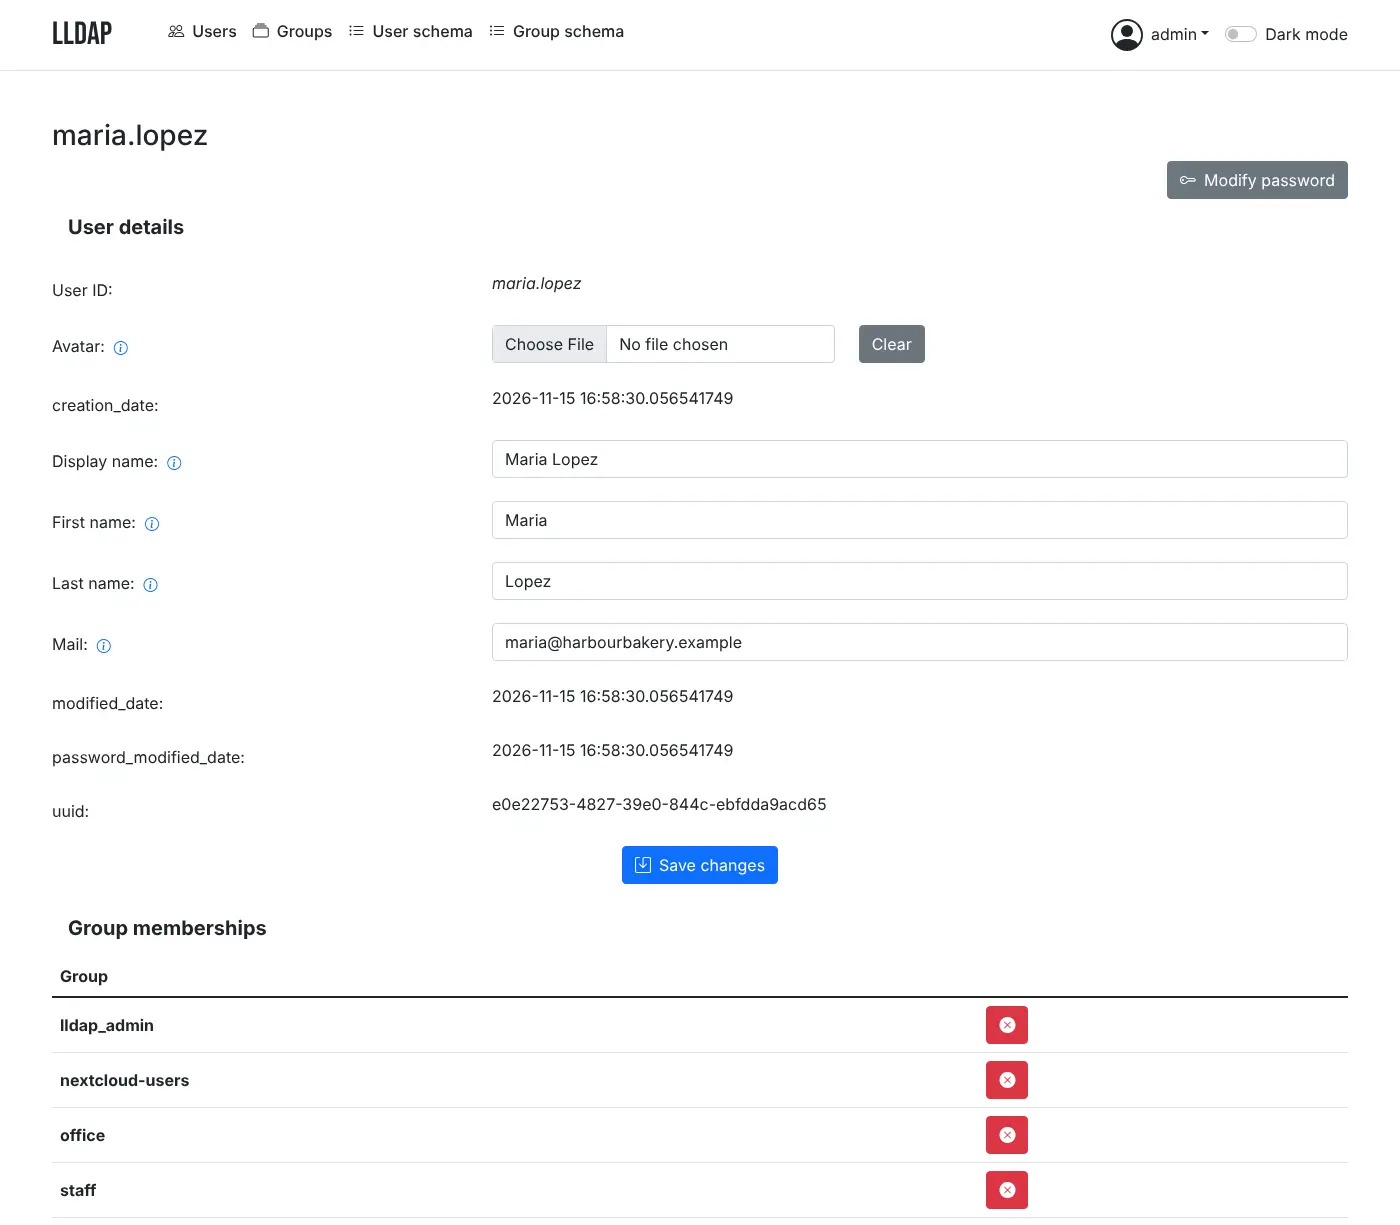 LLDAP
Users
Groups
User schema
Group schema
admin
Dark mode
maria.lopez
Modify password
User details
User ID:
maria.lopez
Avatar:
Choose File
No file chosen
Clear
creation_date:
2026-11-15 16:58:30.056541749
Display name:
Maria Lopez
First name:
Maria
Last name:
Lopez
Mail:
maria@harbourbakery.example
modified_date:
2026-11-15 16:58:30.056541749
password_modified_date:
2026-11-15 16:58:30.056541749
uuid:
e0e22753-4827-39e0-844c-ebfdda9acd65
Save changes
Group memberships
Group
lldap_admin
nextcloud-users
office
staff